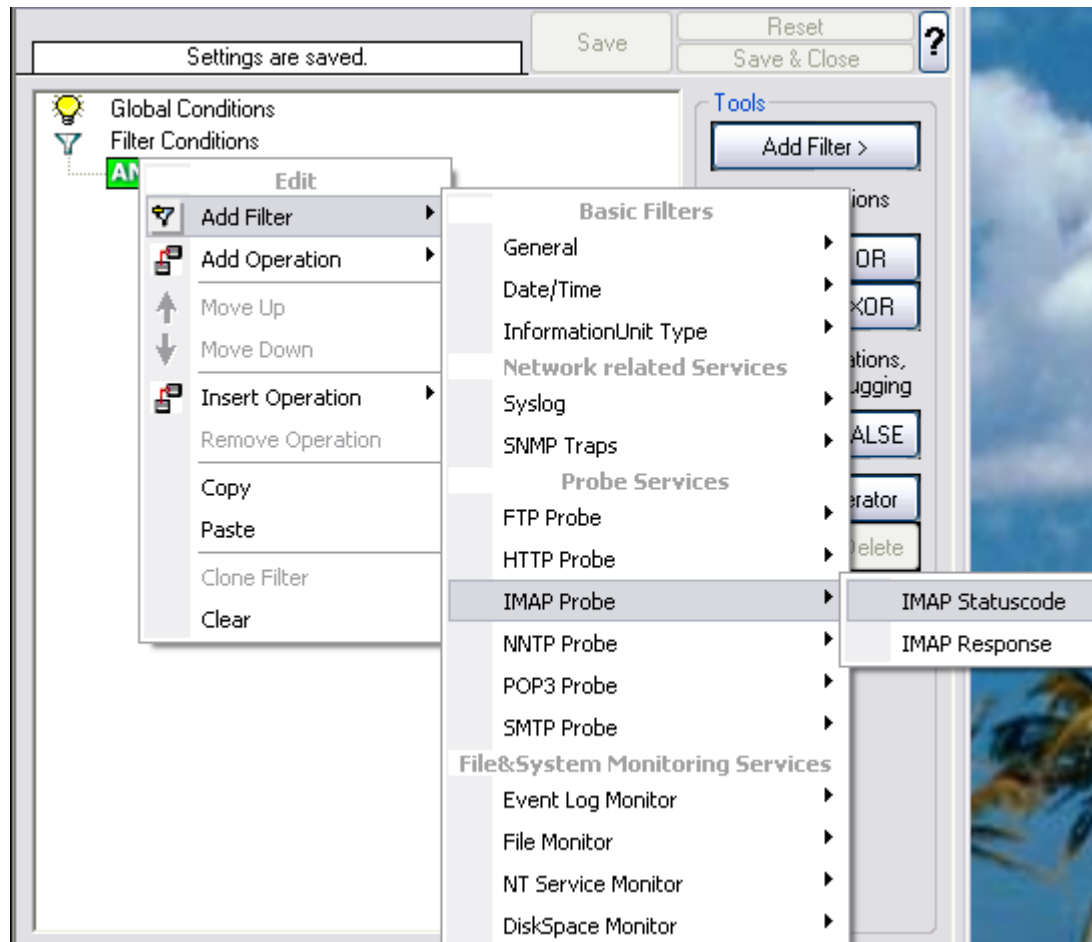 Settings are saved.
Save
Reset
Save & Close
?
Global Conditions
Filter Conditions
Tools
Add Filter >
OR
XOR
Edit
Add Filter
Add Operation
Move Up
Move Down
Insert Operation
Remove Operation
Copy
Paste
Clone Filter
Clear
Basic Filters
General
Date/Time
InformationUnit Type
Network related Services
Syslog
SNMP Traps
Probe Services
FTP Probe
HTTP Probe
IMAP Probe
NNTP Probe
POP3 Probe
SMTP Probe
File&System Monitoring Services
Event Log Monitor
File Monitor
NT Service Monitor
DiskSpace Monitor
IMAP Statuscode
IMAP Response